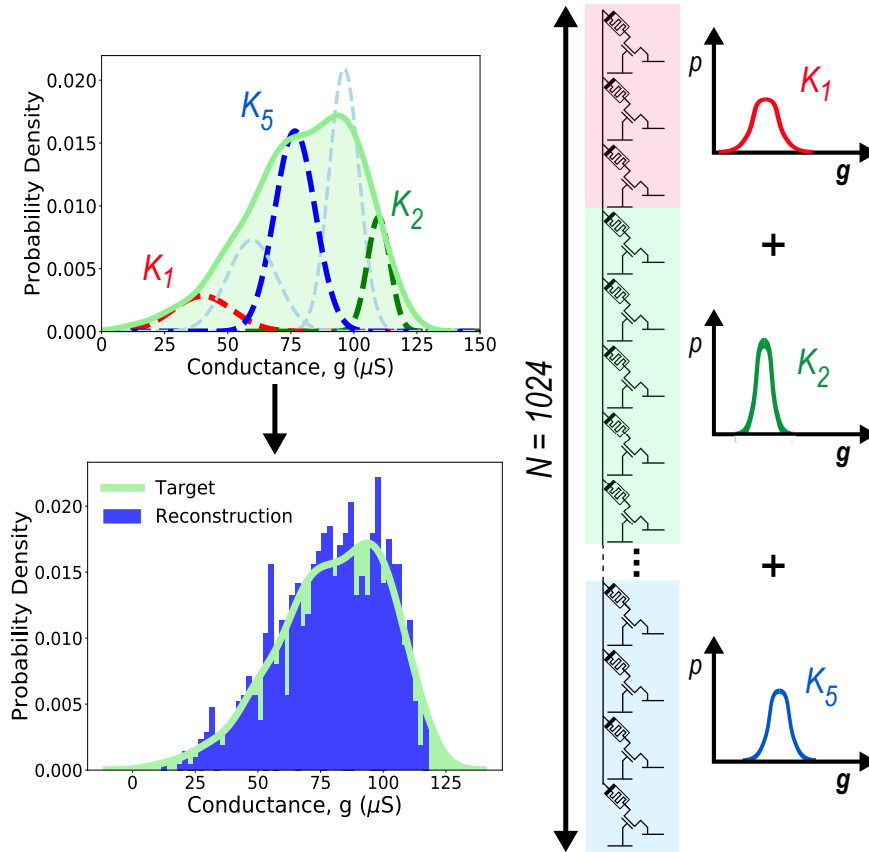 0.020
0.015
0.010
0.005
0.000
Probability Density
K5
K2
K1
0 25 50 75 100 125 150
Conductance, g (μS)
0.020
0.015
0.010
0.005
0.000
Probability Density
Target
Reconstruction
0 25 50 75 100 125
Conductance, g (μS)
N = 1024
p
K1
g
+
p
K2
g
+
p
K5
g